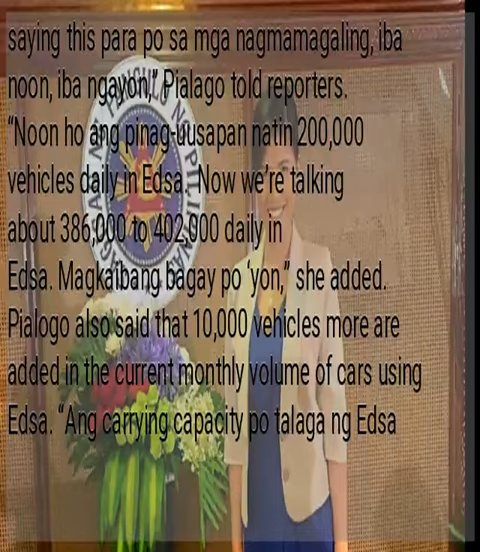 saying this para po sa mga nagmamagaling, iba
noon, iba ngayon,” Pialago told reporters.
“Noon ho ang pinag-uusapan natin 200,000
vehicles daily in Edsa. Now we’re talking
about 386,000 to 402,000 daily in
Edsa. Magkaibang bagay po ‘yon,” she added.
Pialogo also said that 10,000 vehicles more are
added in the current monthly volume of cars using
Edsa. “Ang carrying capacity po talaga ng Edsa